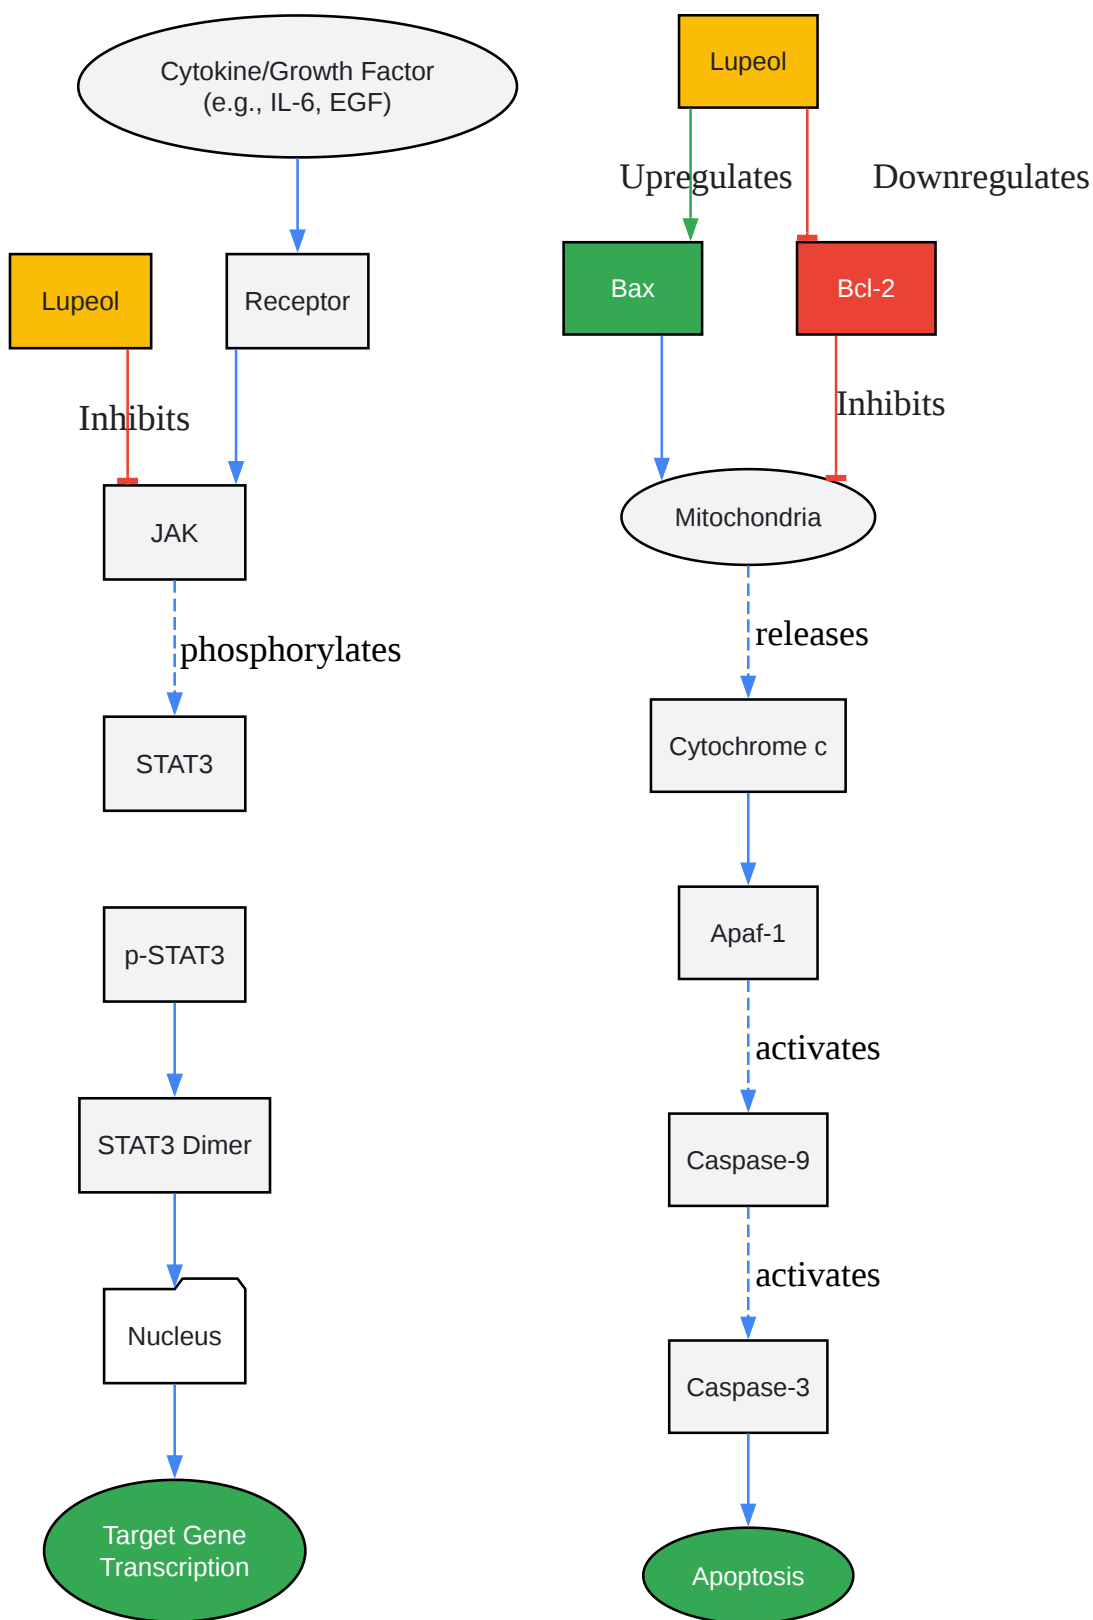 Cytokine/Growth Factor
(e.g., IL-6, EGF)
Lupeol
Receptor
Inhibits
JAK
phosphorylates
STAT3
p-STAT3
STAT3 Dimer
Nucleus
Target Gene
Transcription
Lupeol
Upregulates
Downregulates
Bax
Bcl-2
Inhibits
Mitochondria
releases
Cytochrome c
Apaf-1
activates
Caspase-9
activates
Caspase-3
Apoptosis